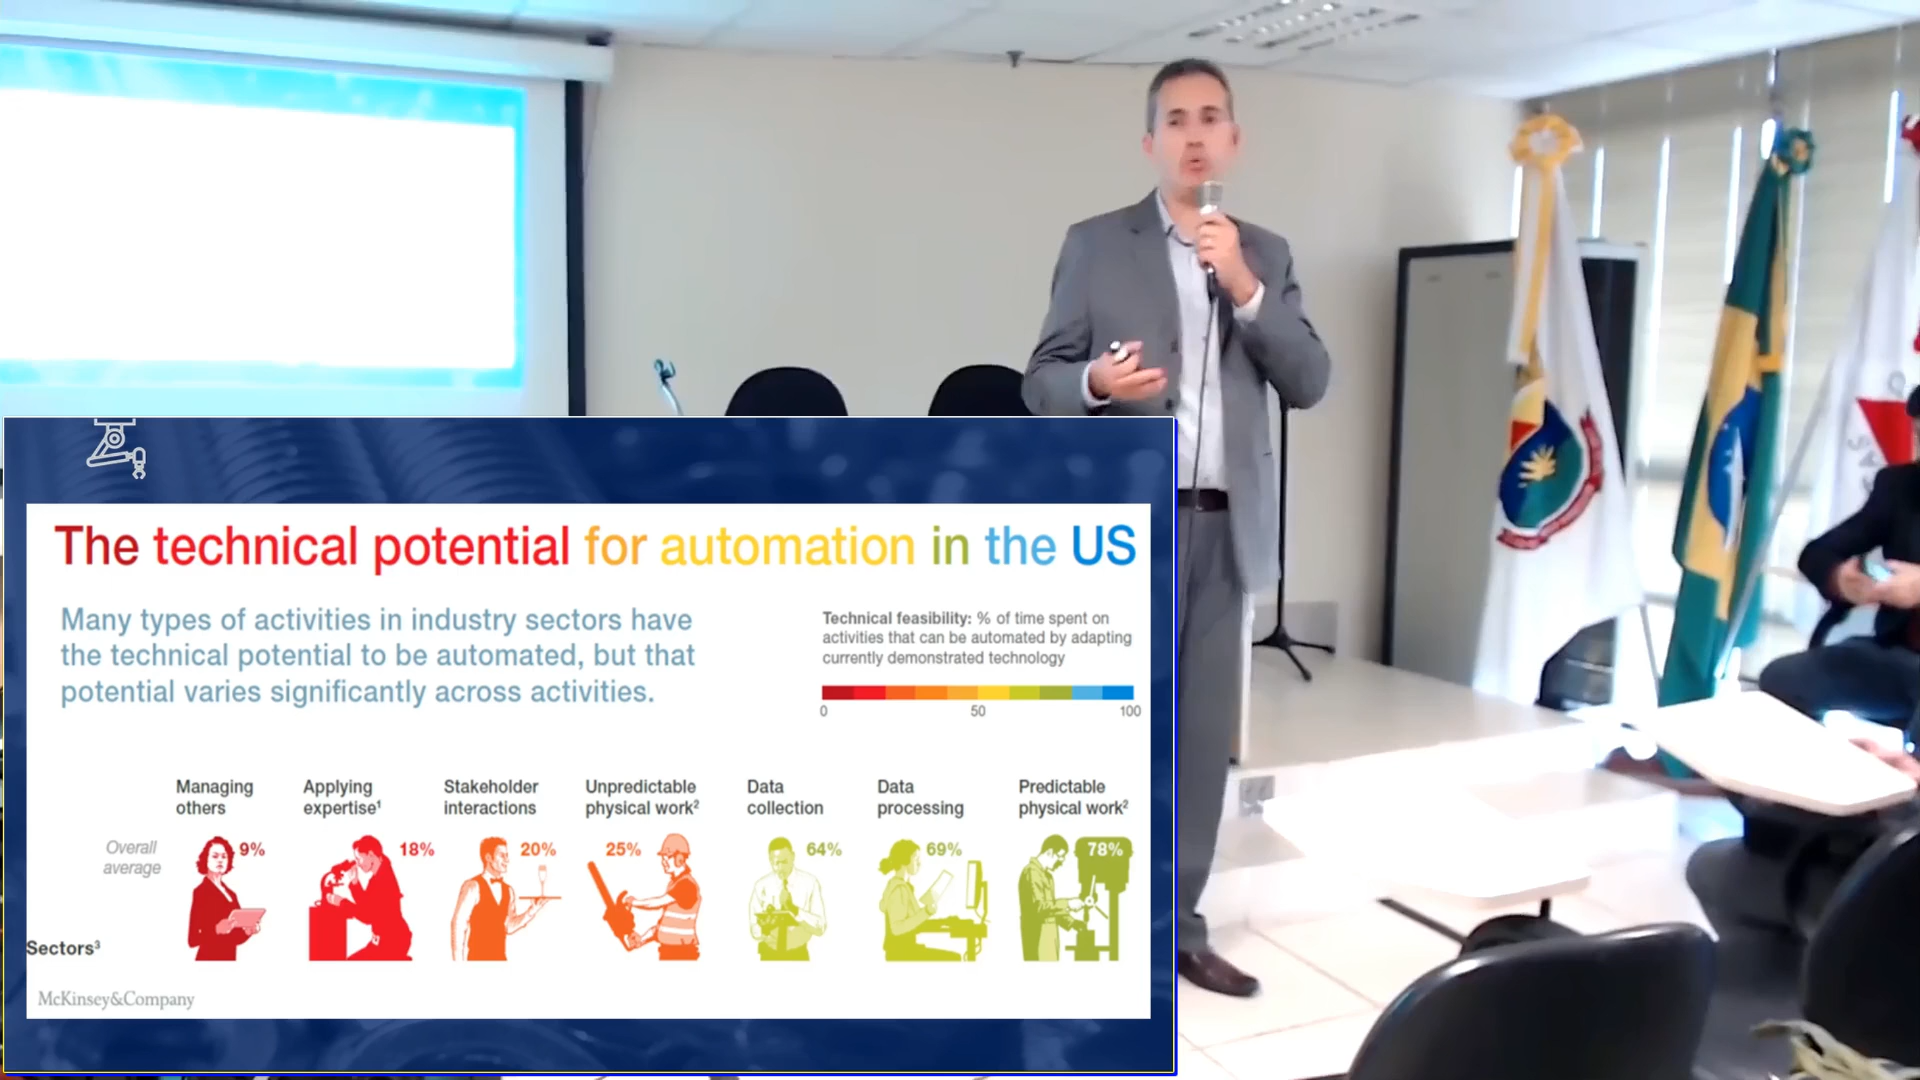 The technical potential for automation in the US
Many types of activities in industry sectors have
the technical potential to be automated, but that
potential varies significantly across activities.
Technical feasibility: % of time spent on
activities that can be automated by adapting
currently demonstrated technology
0 50 100
Managing
others
Applying
expertise¹
Stakeholder
interactions
Unpredictable
physical work²
Data
collection
Data
processing
Predictable
physical work²
Overall
average
9%
18%
20%
25%
64%
69%
78%
Sectors³
McKinsey&Company